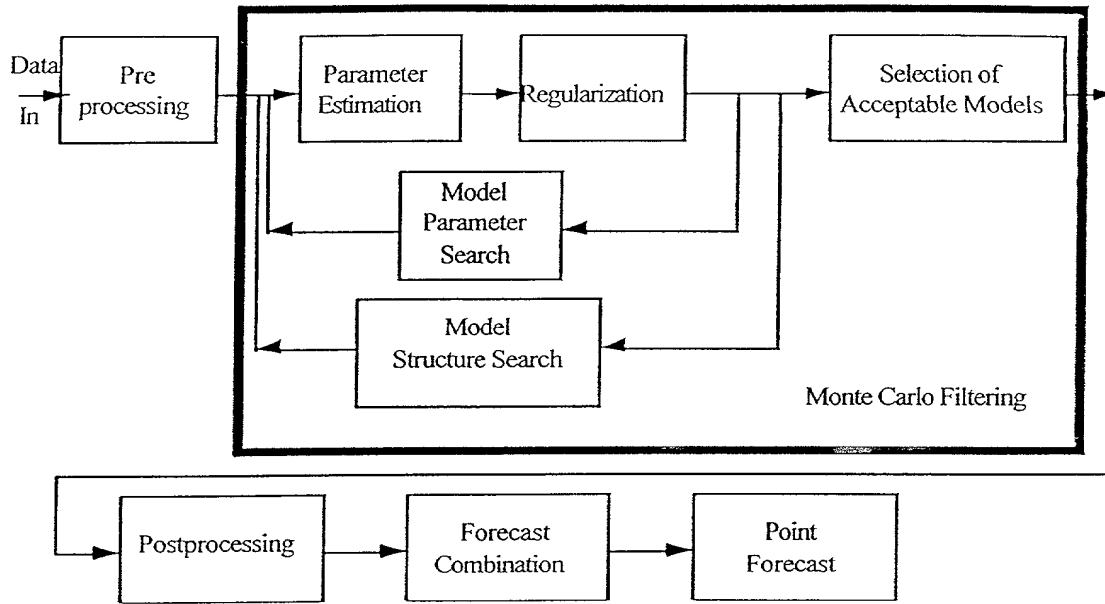 Data
In
Pre
processing
Parameter
Estimation
Regularization
Selection of
Acceptable Models
Model
Parameter
Search
Model
Structure Search
Monte Carlo Filtering
Postprocessing
Forecast
Combination
Point
Forecast